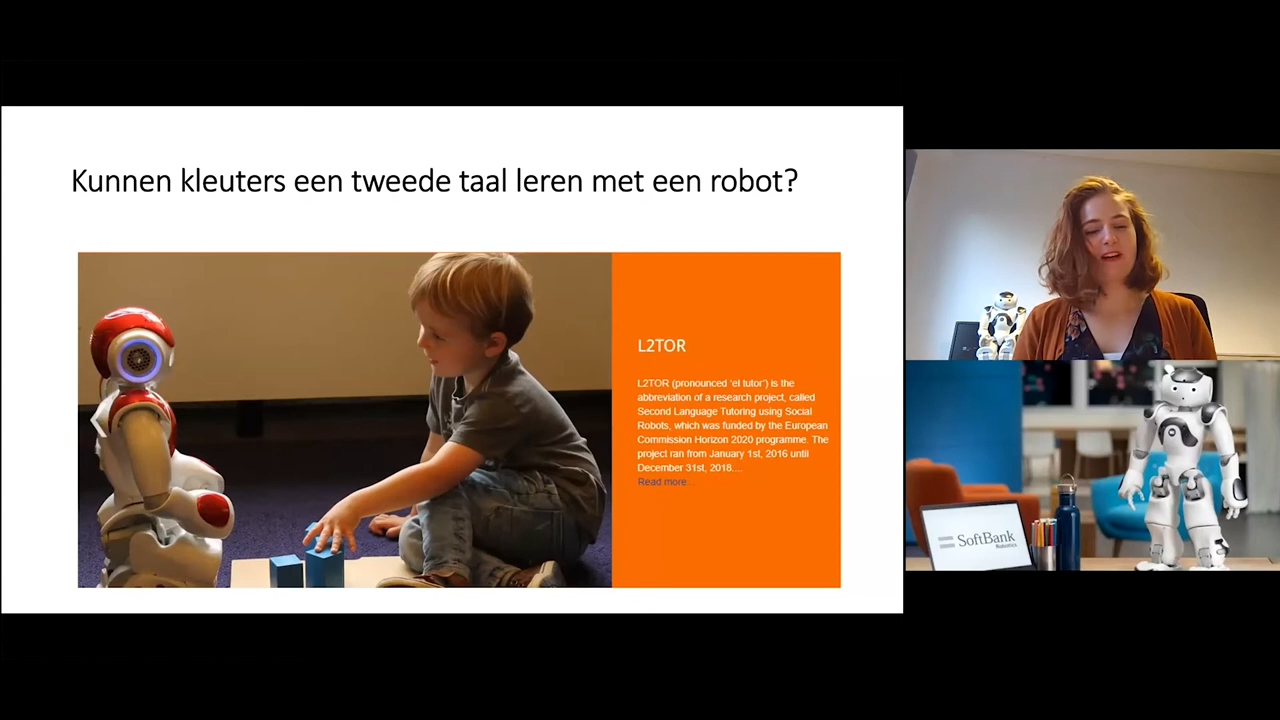 Kunnen kleuters een tweede taal leren met een robot?
L2TOR
L2TOR (pronounced 'el tutor') is the
abbreviation of a research project, called
Second Language Tutoring using Social
Robots, which was funded by the European
Commission Horizon 2020 programme. The
project ran from January 1st, 2016 until
December 31st, 2018....
Read more...
SoftBank
Robotics